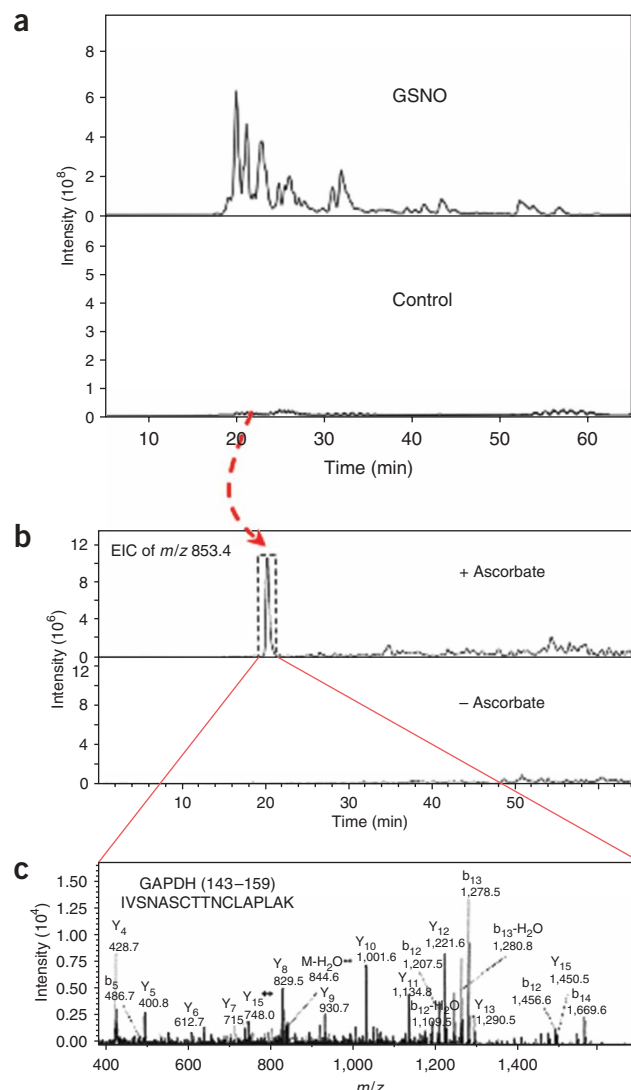 a
8
6
4
2
0
GSNO
Intensity (10⁸)
6
5
4
3
2
1
0
Control
10 20 30 40 50 60
Time (min)
b
EIC of m/z 853.4
12
8
4
0
+ Ascorbate
Intensity (10⁶)
12
8
4
0
– Ascorbate
10 20 30 40 50
Time (min)
c
GAPDH (143–159)
IVSNASCTTNCLAPLAK
Intensity (10⁴)
1.50
1.25
1.00
0.75
0.50
0.25
0.00
Y₄
428.7
b₅
486.7
Y₅
400.8
Y₆
612.7
Y₇
715
Y₁₅
748.0
Y₈
829.5
M-H₂O••
844.6
Y₉
930.7
Y₁₀
1,001.6
Y₁₁
1,134.8
b₁₂
1,207.5
b₁₂-H₂O
1,109.5
Y₁₂
1,221.6
b₁₃
1,278.5
b₁₃-H₂O
1,280.8
Y₁₃
1,290.5
b₁₂
1,456.6
Y₁₅
1,450.5
b₁₄
1,669.6
400 600 800 1,000 1,200 1,400
m/z